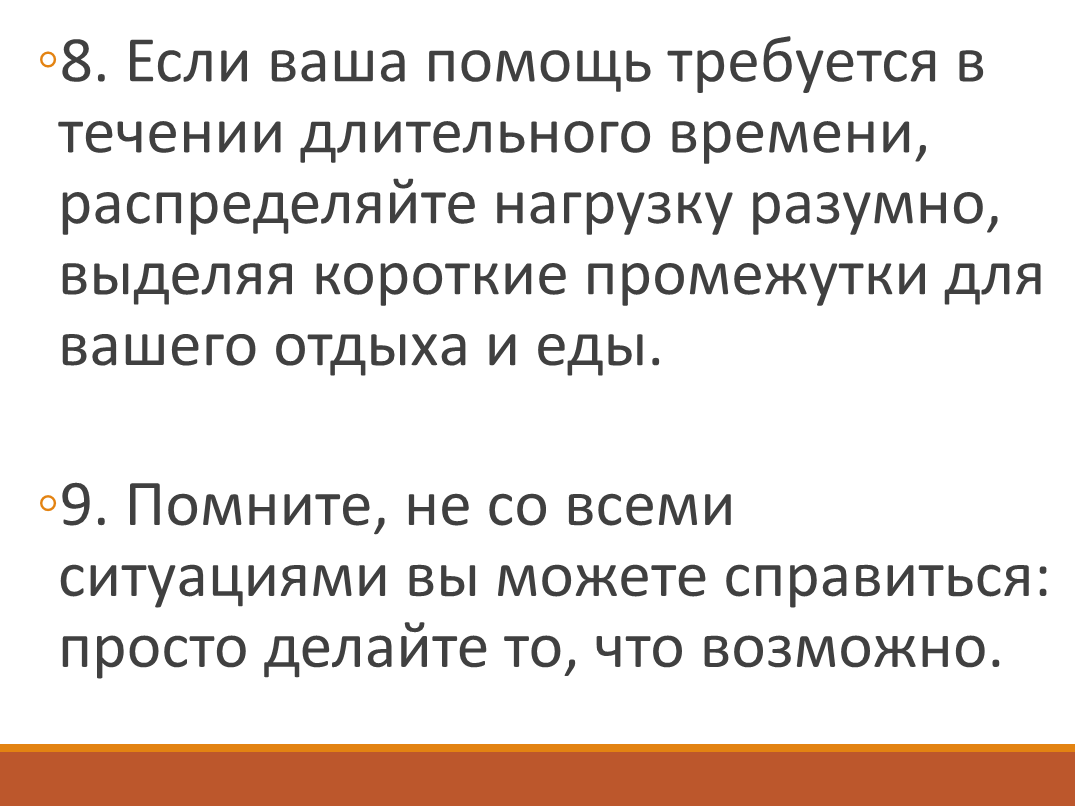 ◦8. Если ваша помощь требуется в
течении длительного времени,
распределяйте нагрузку разумно,
выделяя короткие промежутки для
вашего отдыха и еды.
◦9. Помните, не со всеми
ситуациями вы можете справиться:
просто делайте то, что возможно.